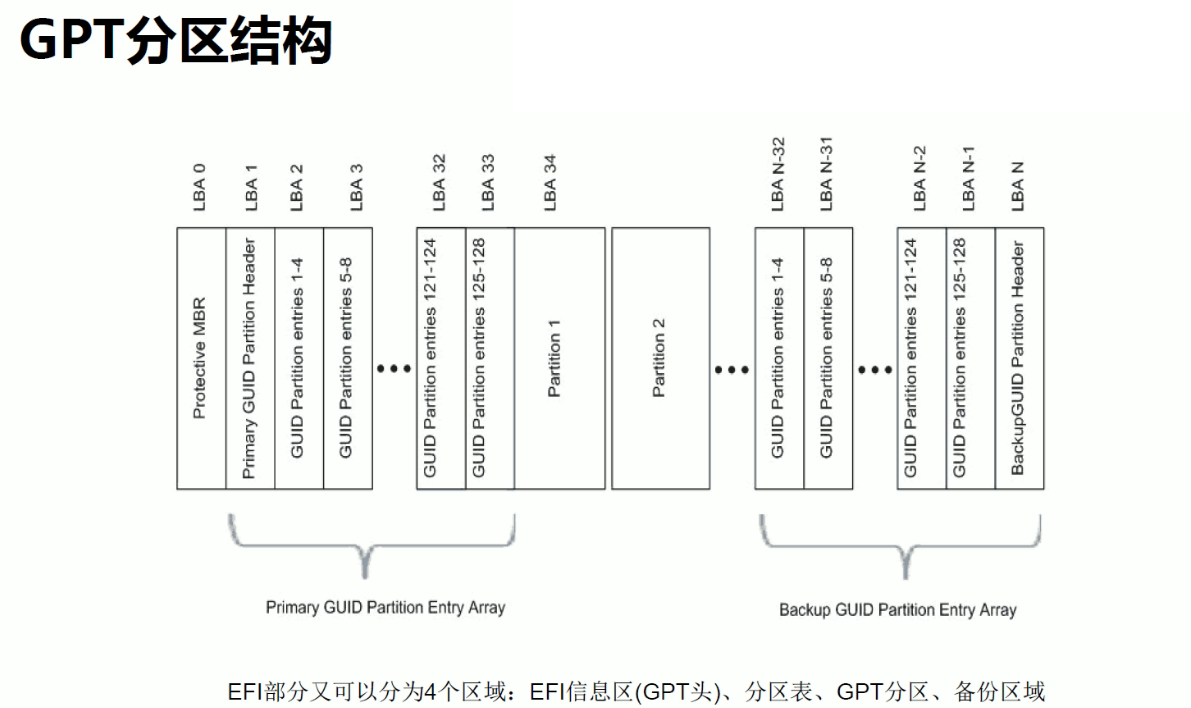 GPT分区结构
LBA 0
LBA 1
LBA 2
LBA 3
LBA 32
LBA 33
LBA 34
LBA N-32
LBA N-31
LBA N-2
LBA N-1
LBA N
Protective MBR
Primary GUID Partition Header
GUID Partition entries 1-4
GUID Partition entries 5-8
GUID Partition entries 121-124
GUID Partition entries 125-128
Partition 1
Partition 2
GUID Partition entries 1-4
GUID Partition entries 5-8
GUID Partition entries 121-124
GUID Partition entries 125-128
BackupGUID Partition Header
Primary GUID Partition Entry Array
Backup GUID Partition Entry Array
EFI部分又可以分为4个区域：EFI信息区(GPT头)、分区表、GPT分区、备份区域